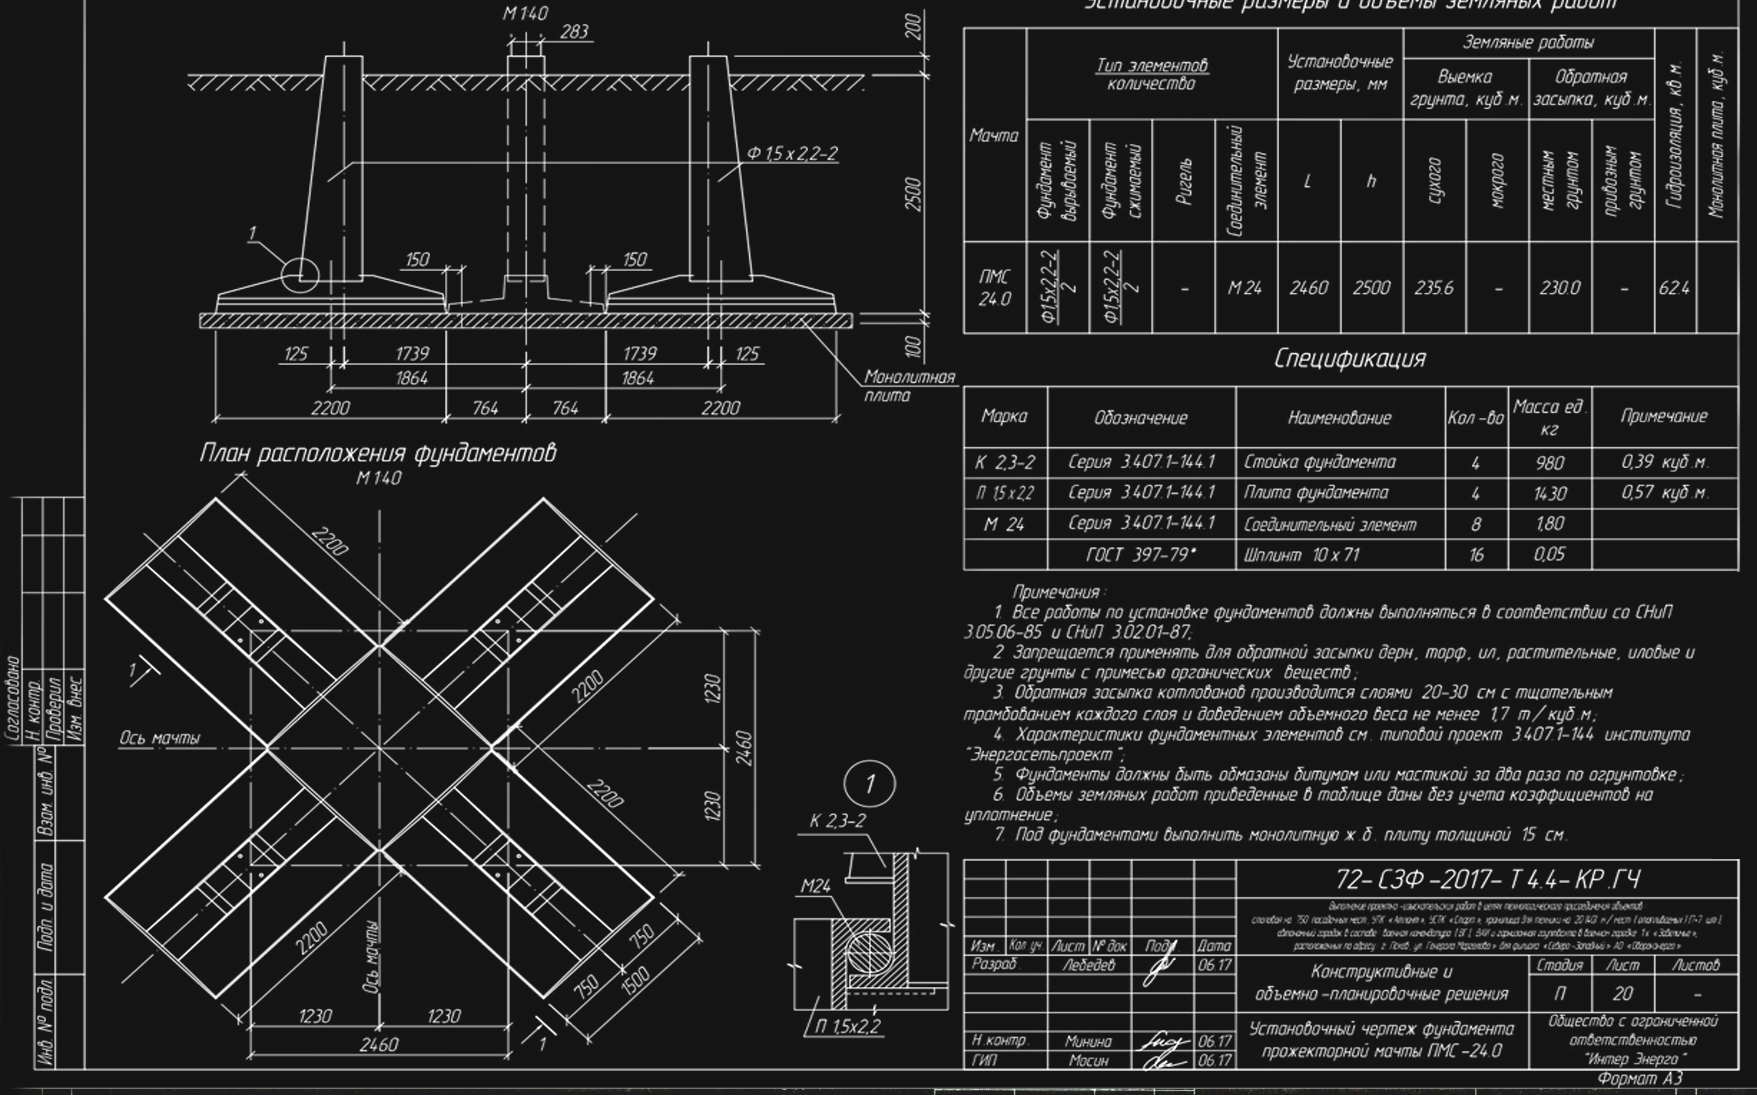 М 1:40
283
200
Ф 1,5 х 2,2-2
2500
1
150
150
100
125
1739
1739
125
1864
1864
Монолитная
плита
2200
764
764
2200
План расположения фундаментов
М 1:40
2200
2200
1
1230
Ось мачты
2460
2200
1230
Ось мачты
2200
750
750
1500
1230
1230
2460
1
1
К 2,3-2
М24
П 1,5х2,2
Согласовано
Н. контр.
Проверил
Изм. внес
Взам. инв. №
Подп. и дата
Инв. № подл.
Установочные размеры и объемы земляных работ
Мачта
Тип элементов
количество
Установочные
размеры, мм
Земляные работы
Выемка
грунта, куб.м.
Обратная
засыпка, куб.м.
Гидроизоляция, кв.м.
Монолитная плита, куб.м.
Фундамент
вырываемый
Фундамент
сжимаемый
Ригель
Соединительный
элемент
L
h
сухого
мокрого
местным
грунтом
привозным
грунтом
ПМС
24.0
Ф1,5х2,2-2
2
Ф1,5х2,2-2
2
–
М 24
2460
2500
235.6
–
230.0
–
62.4
Спецификация
Марка Обозначение Наименование Кол-во Масса ед. кг Примечание
К 2,3-2 Серия 3.407.1-144.1 Стойка фундамента 4 980 0,39 куб.м.
П 1,5х2,2 Серия 3.407.1-144.1 Плита фундамента 4 1430 0,57 куб.м.
М 24 Серия 3.407.1-144.1 Соединительный элемент 8 1,80
ГОСТ 397-79* Шплинт 10 х 71 16 0,05
Примечания:
1. Все работы по установке фундаментов должны выполняться в соответствии со СНиП
3.05.06-85 и СНиП 3.02.01-87;
2 Запрещается применять для обратной засыпки дерн, торф, ил, растительные, иловые и
другие грунты с примесью органических веществ;
3. Обратная засыпка котлованов производится слоями 20-30 см с тщательным
трамбованием каждого слоя и доведением объемного веса не менее 1,7 т/куб.м;
4. Характеристики фундаментных элементов см. типовой проект 3.407.1-144 института
"Энергосетьпроект";
5. Фундаменты должны быть обмазаны битумом или мастикой за два раза по огрунтовке;
6. Объемы земляных работ приведенные в таблице даны без учета коэффициентов на
уплотнение;
7. Под фундаментами выполнить монолитную ж.б. плиту толщиной 15 см.
72-СЗФ-2017-Т 4.4-КР.ГЧ
Выполнение проектно-изыскательских работ в целях технологического присоединения объектов
Изм. Кол.уч. Лист № док Подп. Дата
Разраб. Лебедев 06.17
Н.контр. Минина 06.17
ГИП Мосин 06.17
Конструктивные и
объемно-планировочные решения
Стадия Лист Листов
П 20 –
Установочный чертеж фундамента
прожекторной мачты ПМС-24.0
Общество с ограниченной
ответственностью
"Интер Энерго"
Формат А3